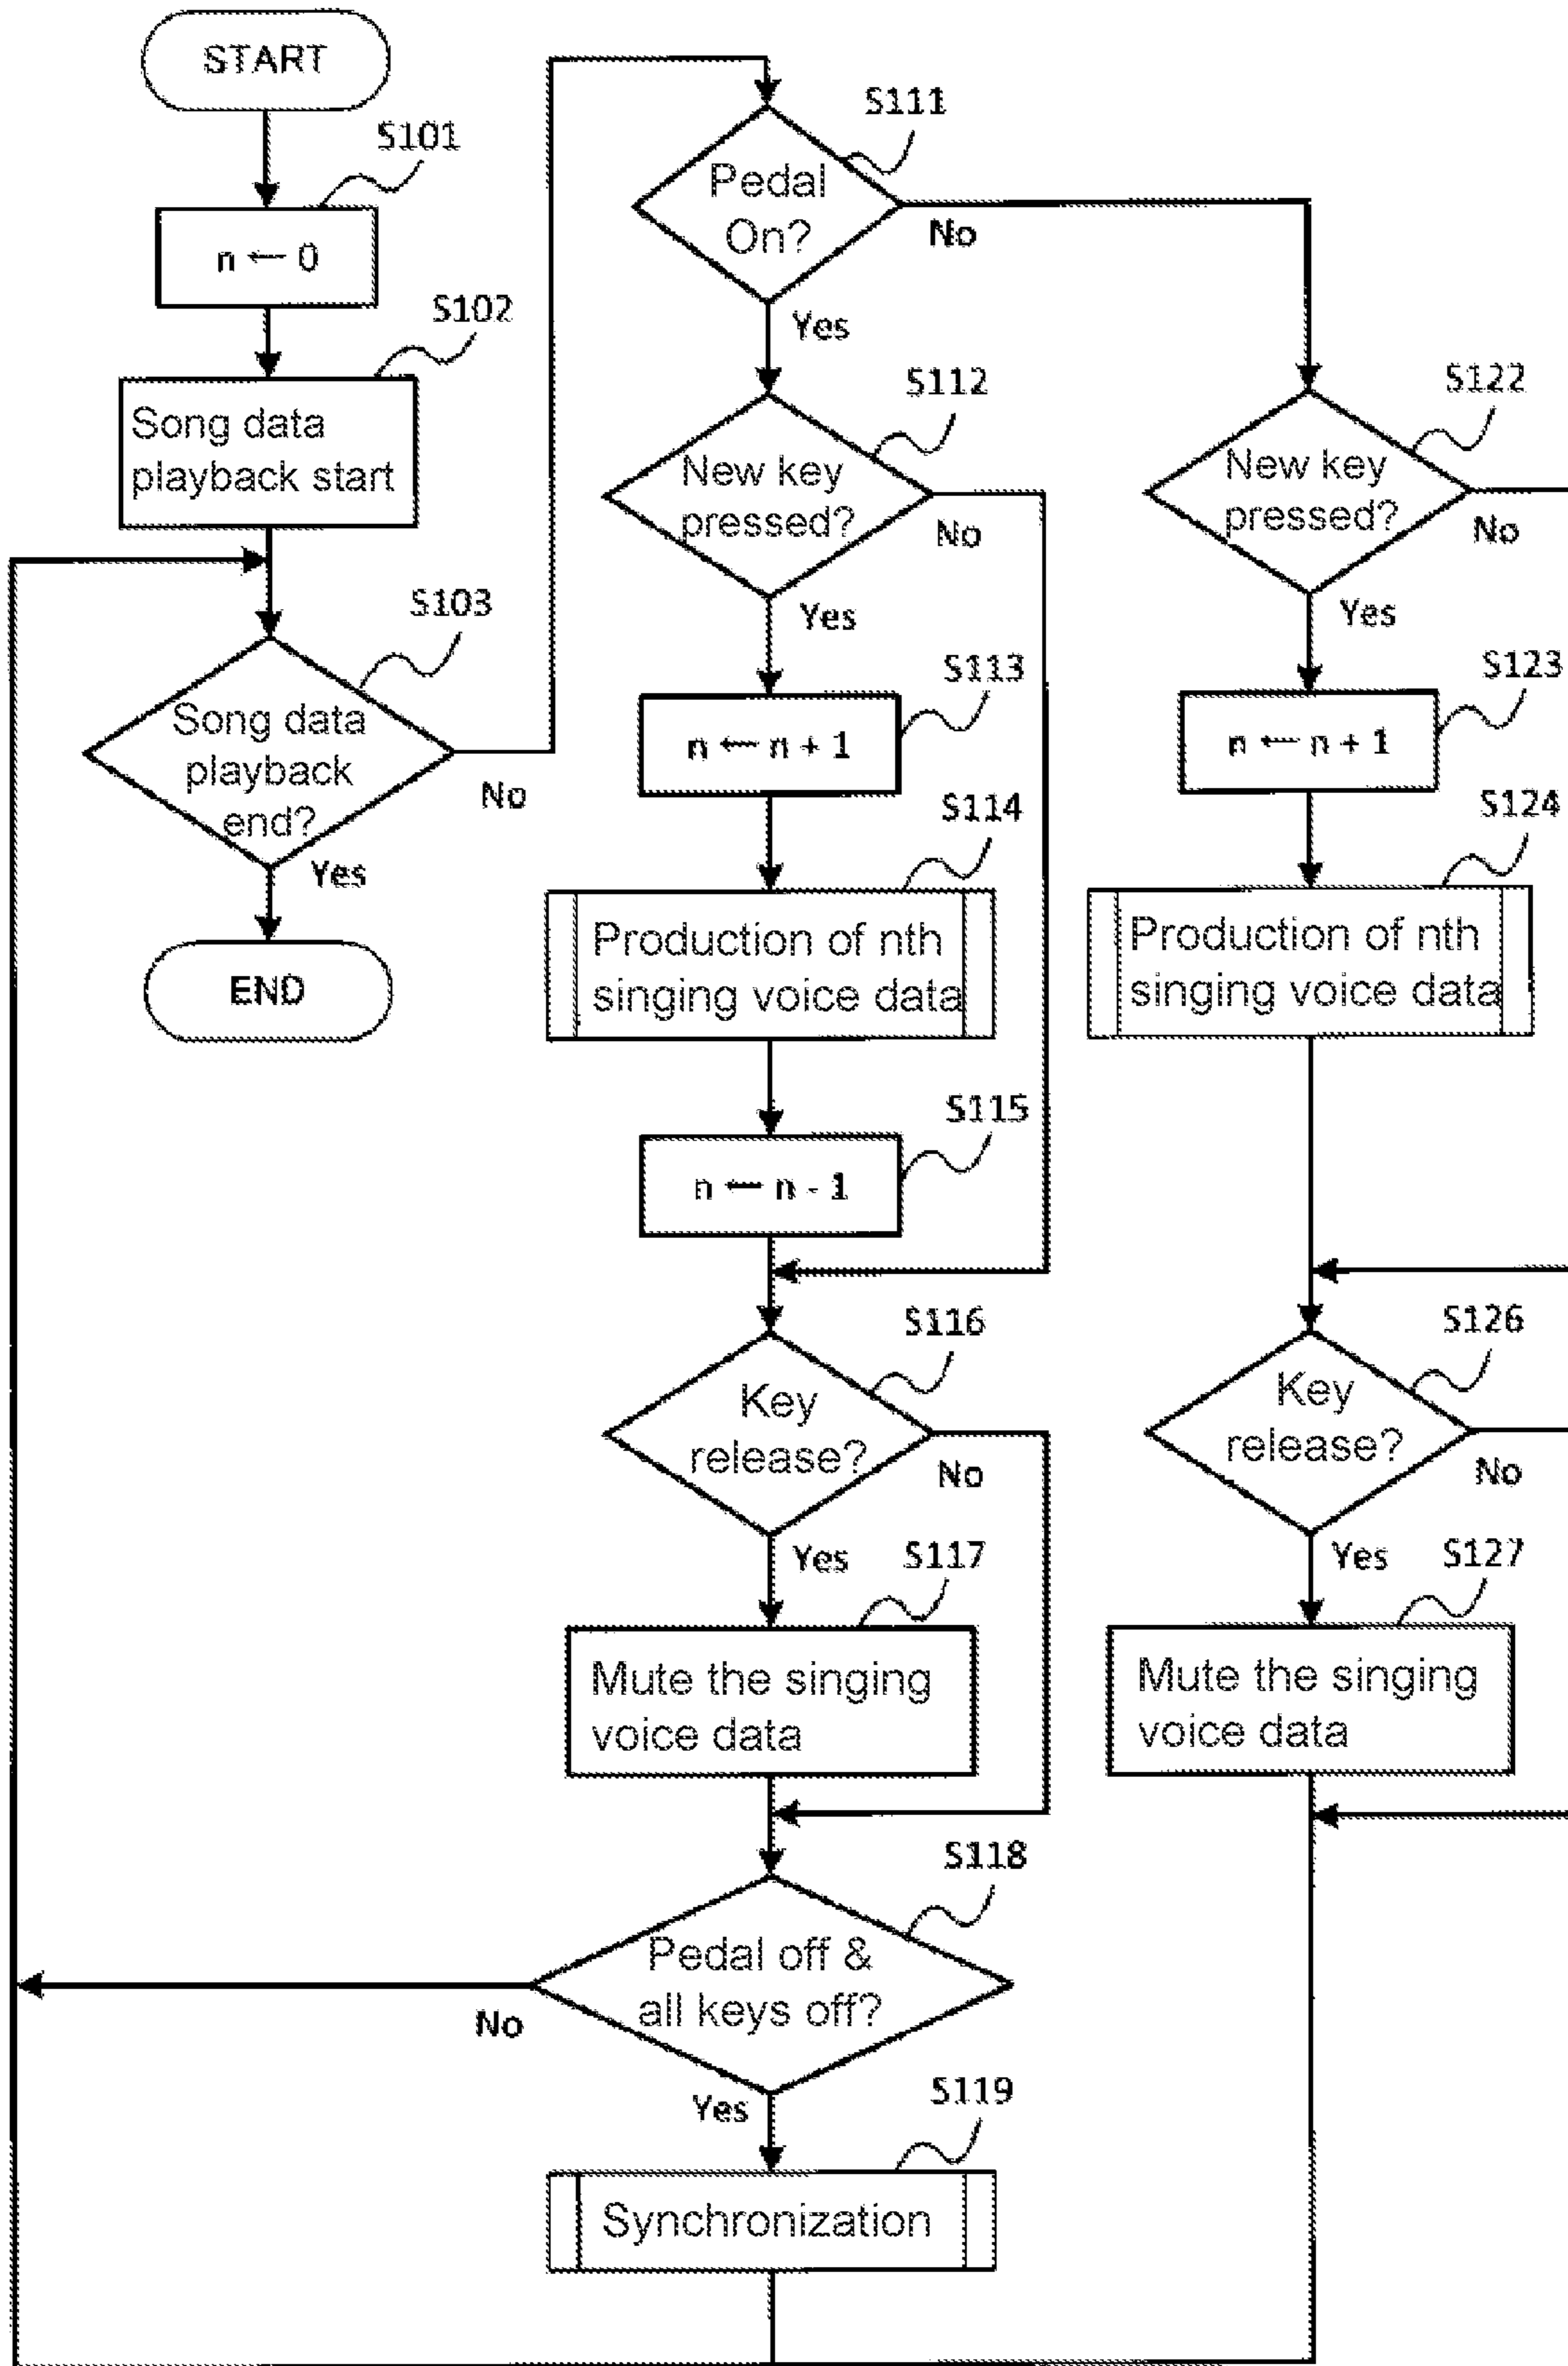 START
S101
n ← 0
S102
Song data
playback start
S103
Song data
playback
end?
No
Yes
END
S111
Pedal
On?
No
Yes
S112
New key
pressed?
No
Yes
S113
n ← n + 1
S114
Production of nth
singing voice data
S115
n ← n - 1
S116
Key
release?
No
Yes
S117
Mute the singing
voice data
S118
Pedal off &
all keys off?
No
Yes
S119
Synchronization
S122
New key
pressed?
No
Yes
S123
n ← n + 1
S124
Production of nth
singing voice data
S126
Key
release?
No
Yes
S127
Mute the singing
voice data